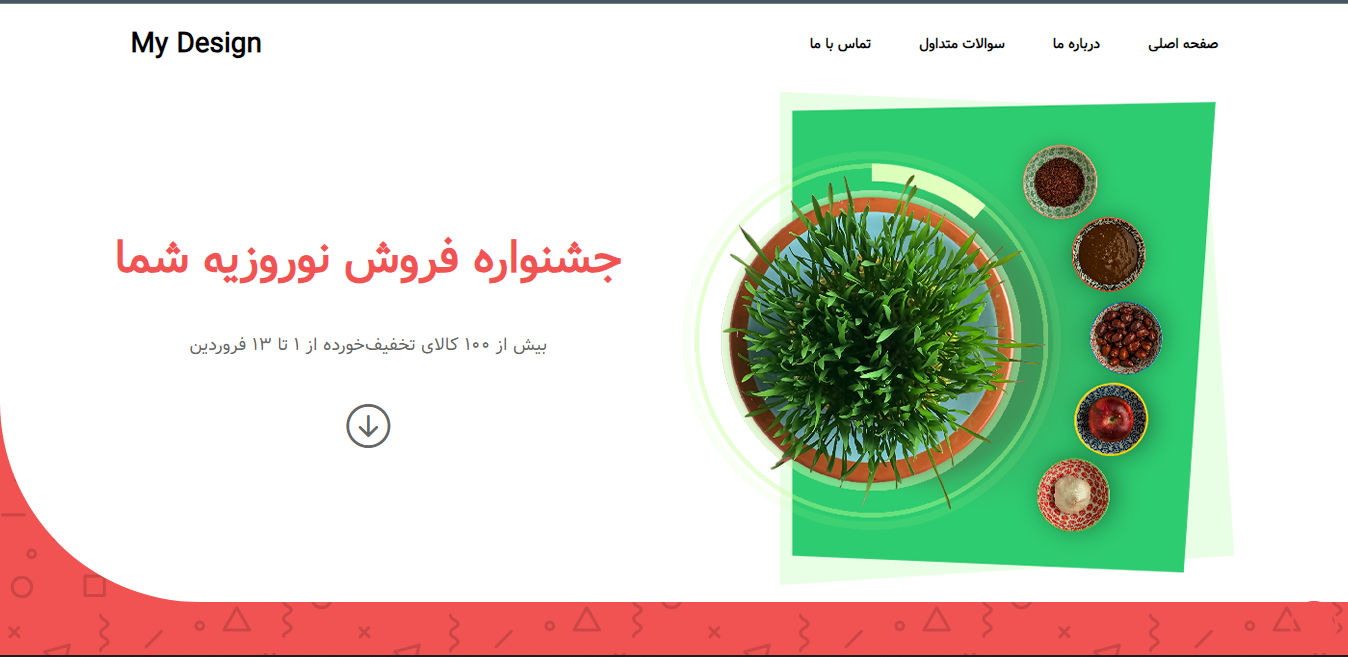 My Design
صفحه اصلی
درباره ما
سوالات متداول
تماس با ما
جشنواره فروش نوروزیه شما
بیش از ۱۰۰ کالای تخفیف‌خورده از ۱ تا ۱۳ فروردین